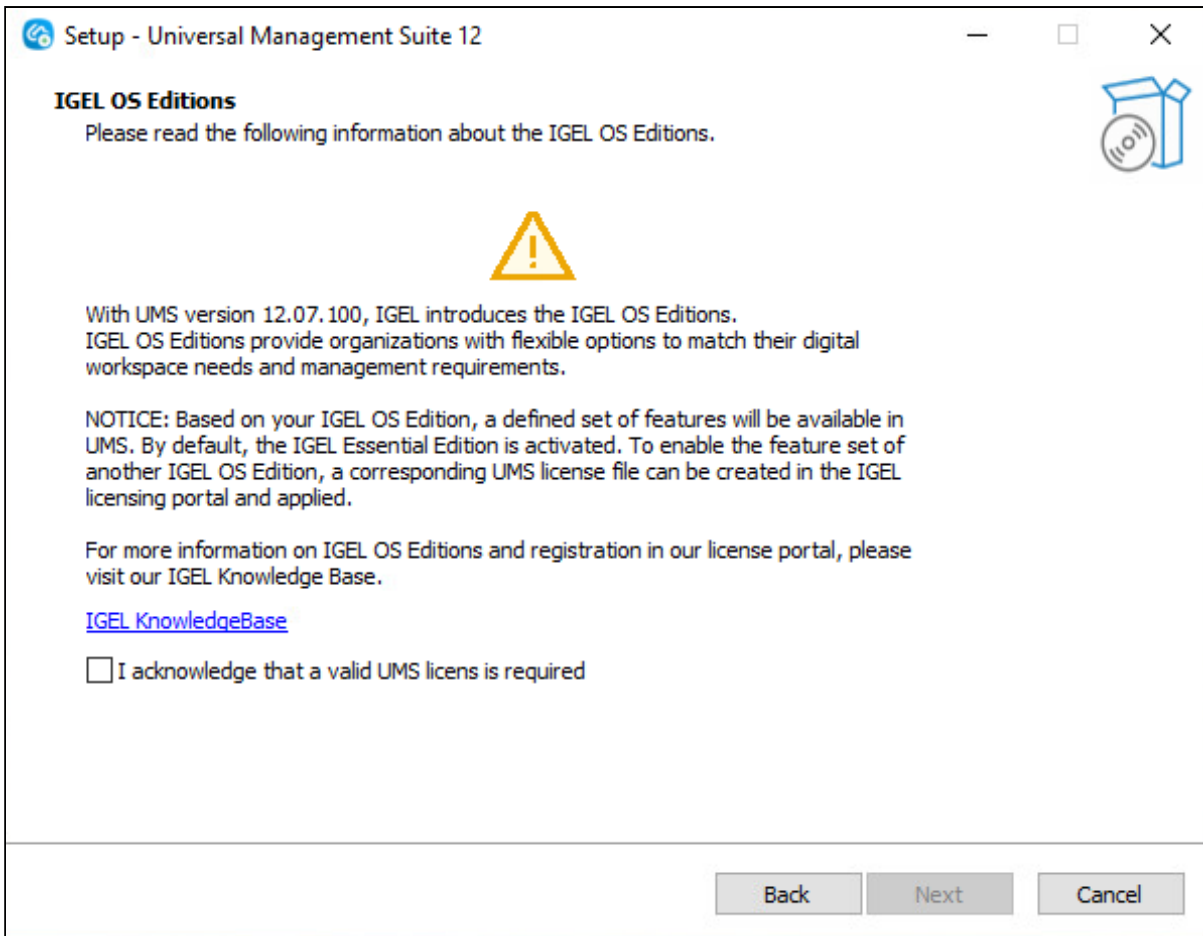 Setup - Universal Management Suite 12
IGEL OS Editions
Please read the following information about the IGEL OS Editions.
With UMS version 12.07.100, IGEL introduces the IGEL OS Editions.
IGEL OS Editions provide organizations with flexible options to match their digital
workspace needs and management requirements.
NOTICE: Based on your IGEL OS Edition, a defined set of features will be available in
UMS. By default, the IGEL Essential Edition is activated. To enable the feature set of
another IGEL OS Edition, a corresponding UMS license file can be created in the IGEL
licensing portal and applied.
For more information on IGEL OS Editions and registration in our license portal, please
visit our IGEL Knowledge Base.
IGEL KnowledgeBase
I acknowledge that a valid UMS licens is required
Back
Next
Cancel